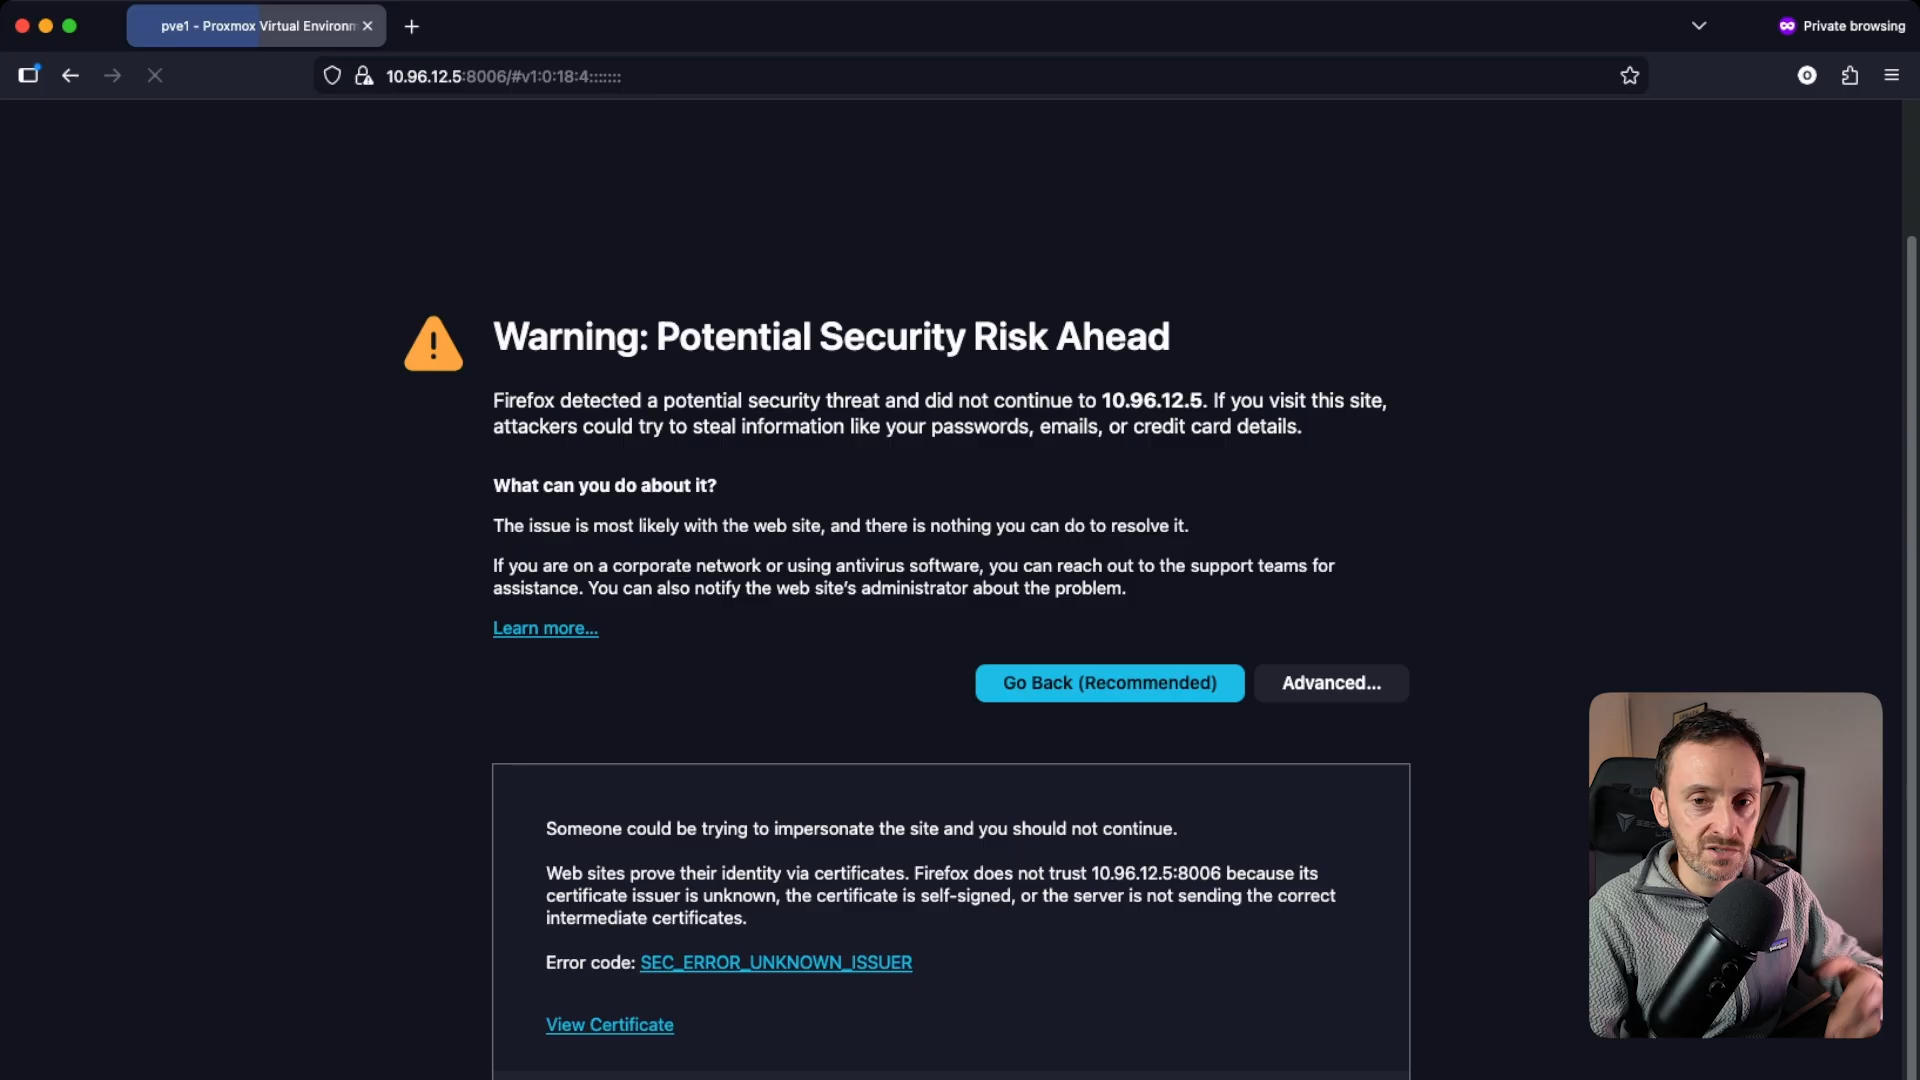 pve1 - Proxmox Virtual Environm
Private browsing
10.96.12.5:8006/#v1:0:18:4:::::::
Warning: Potential Security Risk Ahead
Firefox detected a potential security threat and did not continue to 10.96.12.5. If you visit this site,
attackers could try to steal information like your passwords, emails, or credit card details.
What can you do about it?
The issue is most likely with the web site, and there is nothing you can do to resolve it.
If you are on a corporate network or using antivirus software, you can reach out to the support teams for
assistance. You can also notify the web site’s administrator about the problem.
Learn more...
Go Back (Recommended)
Advanced...
Someone could be trying to impersonate the site and you should not continue.
Web sites prove their identity via certificates. Firefox does not trust 10.96.12.5:8006 because its
certificate issuer is unknown, the certificate is self-signed, or the server is not sending the correct
intermediate certificates.
Error code: SEC_ERROR_UNKNOWN_ISSUER
View Certificate